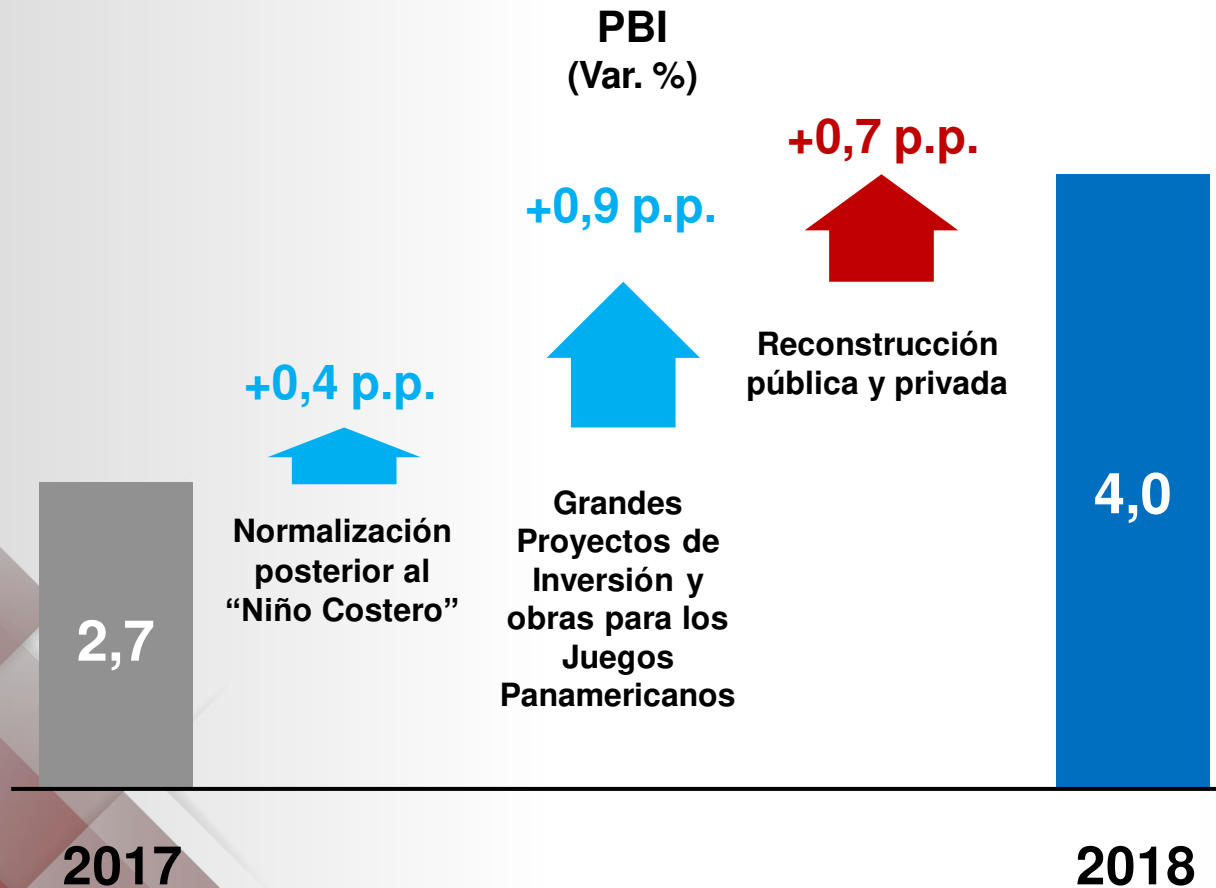 PBI
(Var. %)
+0,7 p.p.
+0,9 p.p.
Reconstrucción
pública y privada
+0,4 p.p.
Normalización
posterior al
“Niño Costero”
Grandes
Proyectos de
Inversión y
obras para los
Juegos
Panamericanos
2,7
4,0
2017
2018